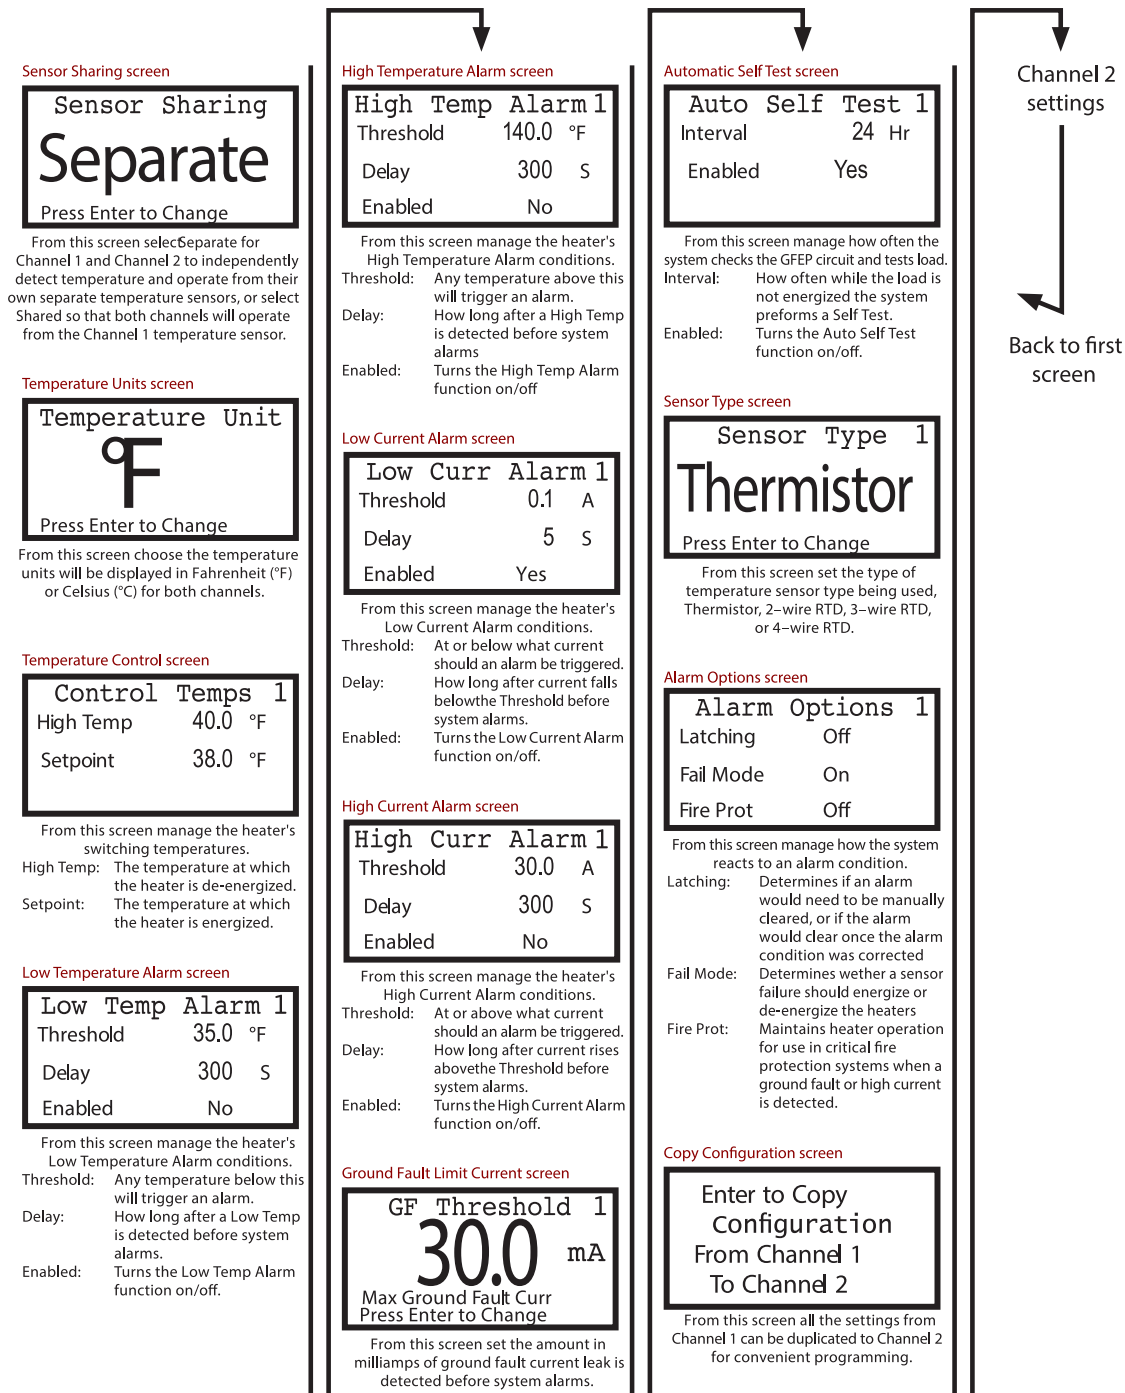 Sensor Sharing screen
Sensor Sharing
Separate
Press Enter to Change
From this screen selectSeparate for
Channel 1 and Channel 2 to independently
detect temperature and operate from their
own separate temperature sensors, or select
Shared so that both channels will operate
from the Channel 1 temperature sensor.
Temperature Units screen
Temperature Unit
°F
Press Enter to Change
From this screen choose the temperature
units will be displayed in Fahrenheit (°F)
or Celsius (°C) for both channels.
Temperature Control screen
Control Temps 1
High Temp 40.0 °F
Setpoint 38.0 °F
From this screen manage the heater's
switching temperatures.
High Temp: The temperature at which
the heater is de-energized.
Setpoint: The temperature at which
the heater is energized.
Low Temperature Alarm screen
Low Temp Alarm 1
Threshold 35.0 °F
Delay 300 S
Enabled No
From this screen manage the heater's
Low Temperature Alarm conditions.
Threshold: Any temperature below this
will trigger an alarm.
Delay: How long after a Low Temp
is detected before system
alarms.
Enabled: Turns the Low Temp Alarm
function on/off.
High Temperature Alarm screen
High Temp Alarm 1
Threshold 140.0 °F
Delay 300 S
Enabled No
From this screen manage the heater's
High Temperature Alarm conditions.
Threshold: Any temperature above this
will trigger an alarm.
Delay: How long after a High Temp
is detected before system
alarms
Enabled: Turns the High Temp Alarm
function on/off
Low Current Alarm screen
Low Curr Alarm 1
Threshold 0.1 A
Delay 5 S
Enabled Yes
From this screen manage the heater's
Low Current Alarm conditions.
Threshold: At or below what current
should an alarm be triggered.
Delay: How long after current falls
belowthe Threshold before
system alarms.
Enabled: Turns the Low Current Alarm
function on/off.
High Current Alarm screen
High Curr Alarm 1
Threshold 30.0 A
Delay 300 S
Enabled No
From this screen manage the heater's
High Current Alarm conditions.
Threshold: At or above what current
should an alarm be triggered.
Delay: How long after current rises
abovethe Threshold before
system alarms.
Enabled: Turns the High Current Alarm
function on/off.
Ground Fault Limit Current screen
GF Threshold 1
30.0 mA
Max Ground Fault Curr
Press Enter to Change
From this screen set the amount in
milliamps of ground fault current leak is
detected before system alarms.
Automatic Self Test screen
Auto Self Test 1
Interval 24 Hr
Enabled Yes
From this screen manage how often the
system checks the GFEP circuit and tests load.
Interval: How often while the load is
not energized the system
preforms a Self Test.
Enabled: Turns the Auto Self Test
function on/off.
Sensor Type screen
Sensor Type 1
Thermistor
Press Enter to Change
From this screen set the type of
temperature sensor type being used,
Thermistor, 2–wire RTD, 3–wire RTD,
or 4–wire RTD.
Alarm Options screen
Alarm Options 1
Latching Off
Fail Mode On
Fire Prot Off
From this screen manage how the system
reacts to an alarm condition.
Latching: Determines if an alarm
would need to be manually
cleared, or if the alarm
would clear once the alarm
condition was corrected
Fail Mode: Determines wether a sensor
failure should energize or
de-energize the heaters
Fire Prot: Maintains heater operation
for use in critical fire
protection systems when a
ground fault or high current
is detected.
Copy Configuration screen
Enter to Copy
Configuration
From Channel 1
To Channel 2
From this screen all the settings from
Channel 1 can be duplicated to Channel 2
for convenient programming.
Channel 2
settings
Back to first
screen